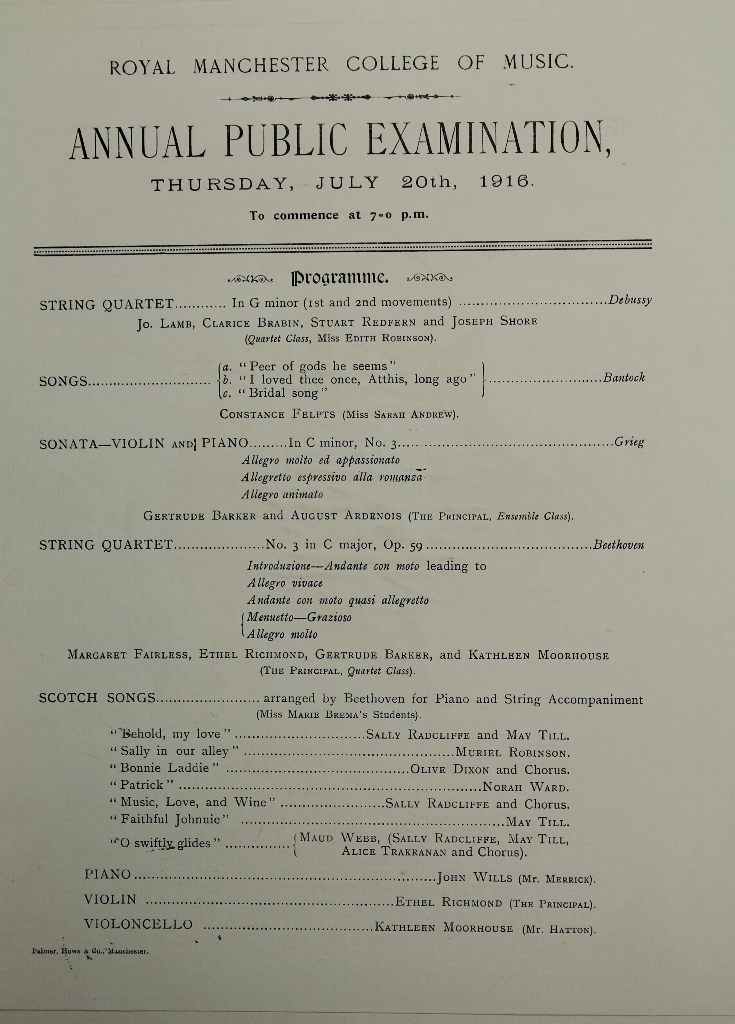 ROYAL MANCHESTER COLLEGE OF MUSIC.
ANNUAL PUBLIC EXAMINATION,
THURSDAY, JULY 20th, 1916.
To commence at 7-0 p.m.
Programme.
STRING QUARTET............ In G minor (1st and 2nd movements) ................................Debussy
JO. LAMB, CLARICE BRABIN, STUART REDFERN and JOSEPH SHORE
(Quartet Class, MISS EDITH ROBINSON).
a. "Peer of gods he seems"
SONGS............................ b. "I loved thee once, Atthis, long ago" ..........................Bantock
c. "Bridal song"
CONSTANCE FELPTS (MISS SARAH ANDREW).
SONATA—VIOLIN AND PIANO.........In C minor, No. 3................................................Grieg
Allegro molto ed appassionato
Allegretto espressivo alla romanza
Allegro animato
GERTRUDE BARKER and AUGUST ARDENOIS (THE PRINCIPAL, Ensemble Class).
STRING QUARTET.....................No. 3 in C major, Op. 59.....................................Beethoven
Introduzione—Andante con moto leading to
Allegro vivace
Andante con moto quasi allegretto
Menuetto—Grazioso
Allegro molto
MARGARET FAIRLESS, ETHEL RICHMOND, GERTRUDE BARKER, and KATHLEEN MOORHOUSE
(THE PRINCIPAL, Quartet Class).
SCOTCH SONGS........................arranged by Beethoven for Piano and String Accompaniment
(MISS MARIE BREMA'S Students).
"Behold, my love".............................SALLY RADCLIFFE and MAY TILL.
"Sally in our alley"...............................................MURIEL ROBINSON.
"Bonnie Laddie".........................................OLIVE DIXON and Chorus.
"Patrick"...................................................................NORAH WARD.
"Music, Love, and Wine".......................SALLY RADCLIFFE and Chorus.
"Faithful Johnnie" ..........................................................MAY TILL.
"O swiftly glides" .............. MAUD WEBB, (SALLY RADCLIFFE, MAY TILL,
ALICE TRAKRANAN and Chorus).
PIANO....................................................................JOHN WILLS (MR. MERRICK).
VIOLIN .......................................................ETHEL RICHMOND (THE PRINCIPAL).
VIOLONCELLO ......................................KATHLEEN MOORHOUSE (MR. HATTON).
Palmer, Howe & Co., Manchester.